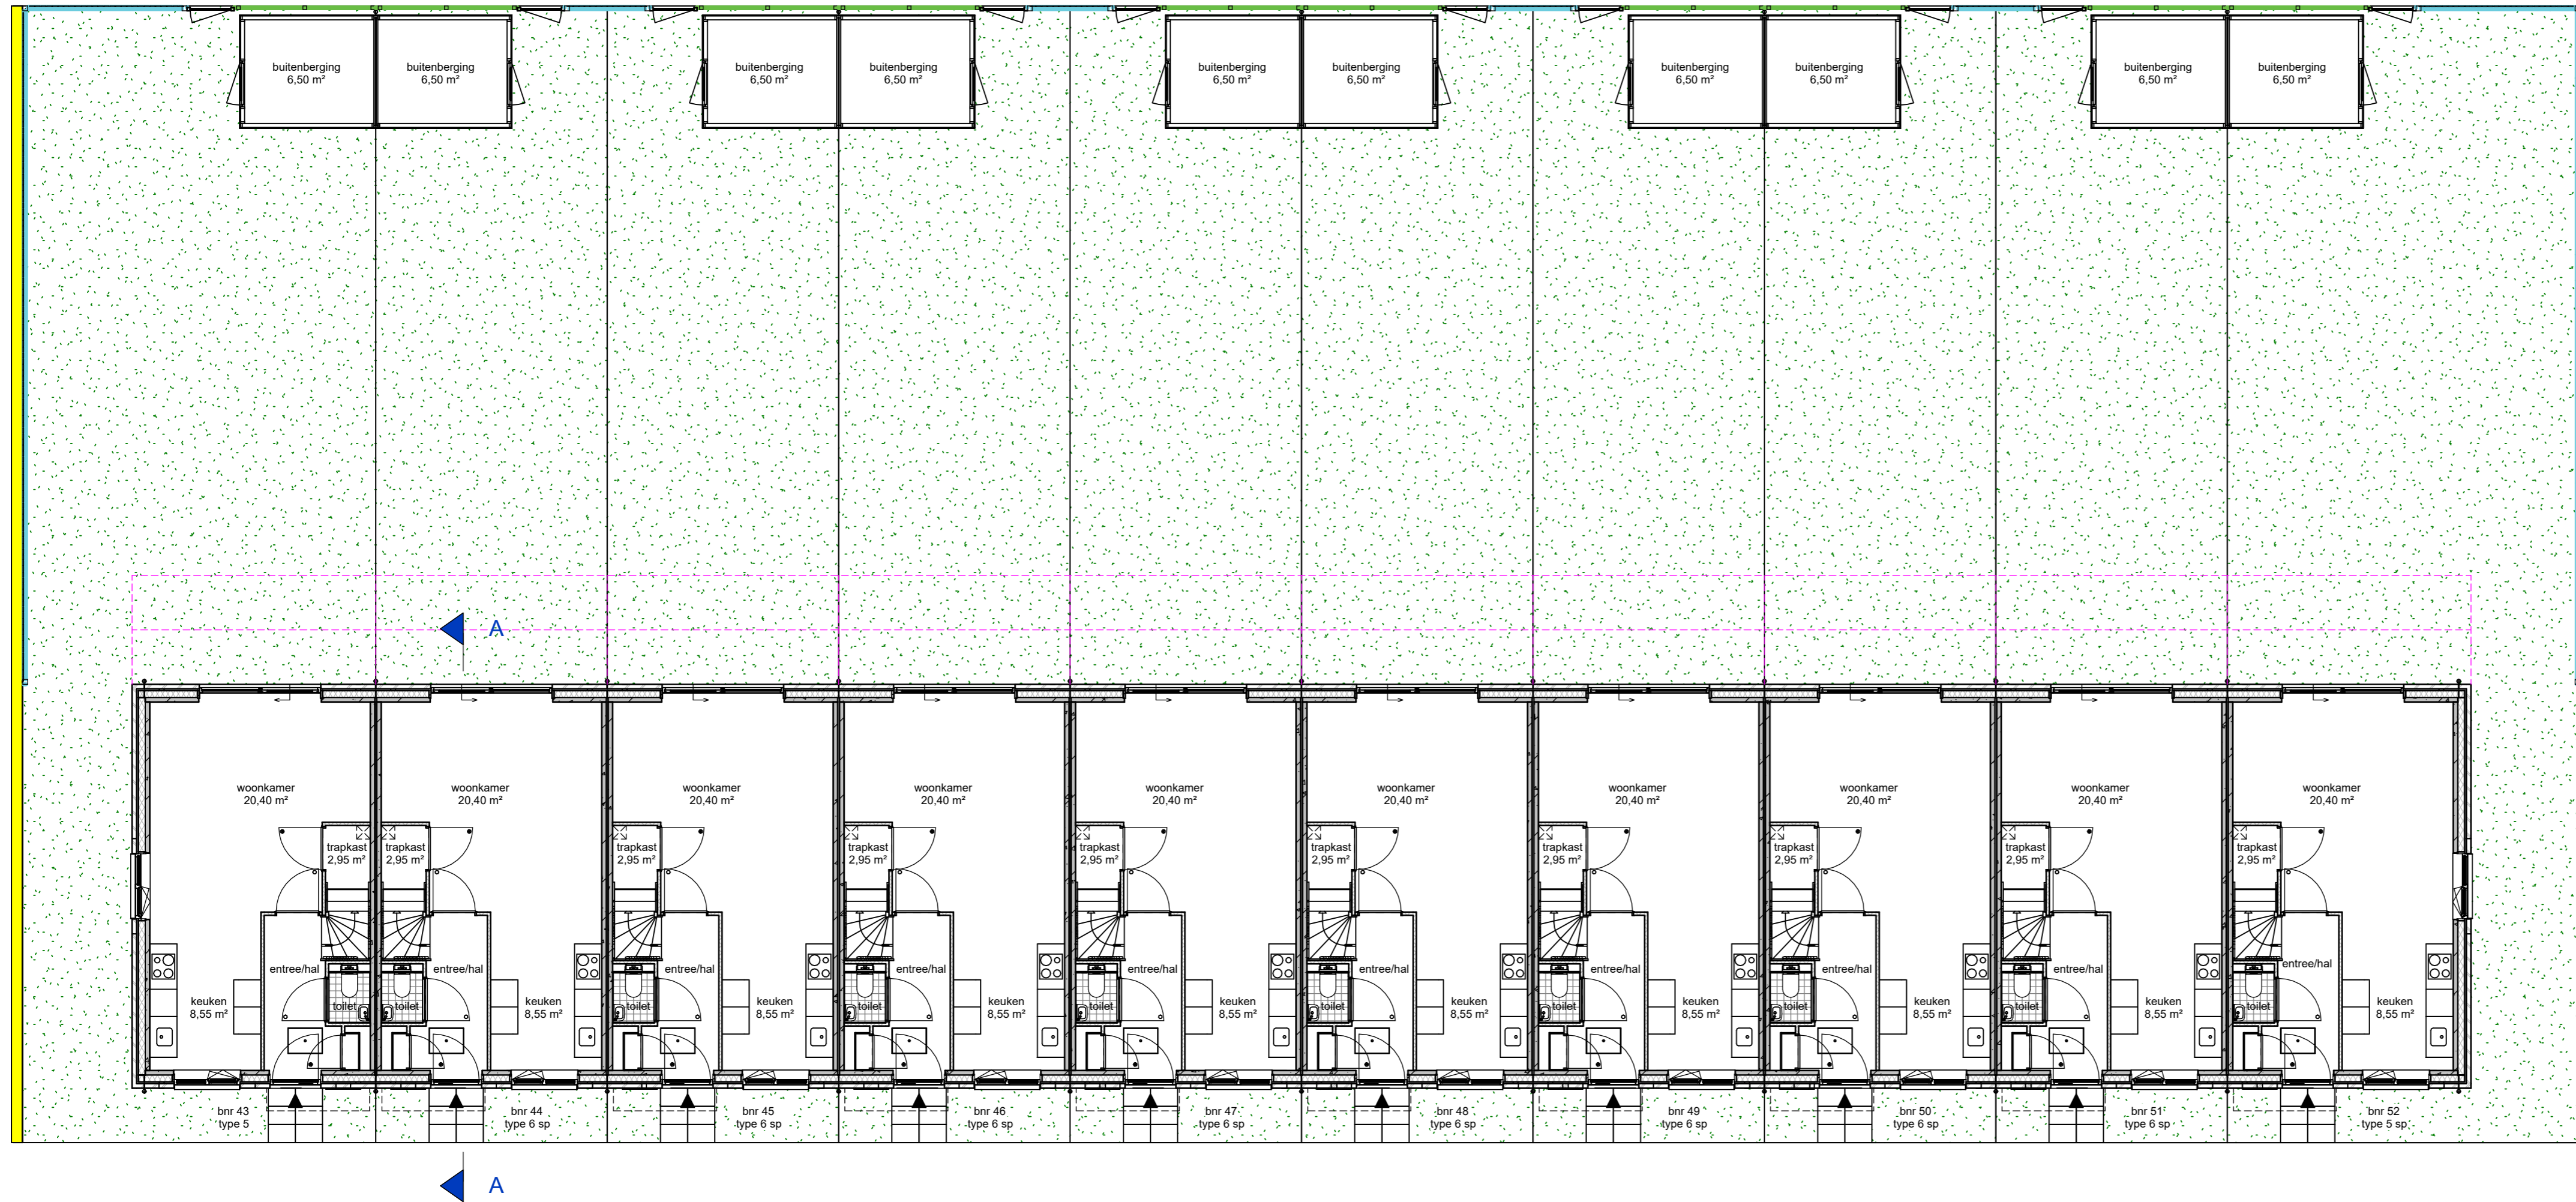 buitenberging
6,50 m²
buitenberging
6,50 m²
buitenberging
6,50 m²
buitenberging
6,50 m²
buitenberging
6,50 m²
buitenberging
6,50 m²
buitenberging
6,50 m²
buitenberging
6,50 m²
buitenberging
6,50 m²
buitenberging
6,50 m²
A
woonkamer
20,40 m²
woonkamer
20,40 m²
woonkamer
20,40 m²
woonkamer
20,40 m²
woonkamer
20,40 m²
woonkamer
20,40 m²
woonkamer
20,40 m²
woonkamer
20,40 m²
woonkamer
20,40 m²
woonkamer
20,40 m²
trapkast
2,95 m²
trapkast
2,95 m²
trapkast
2,95 m²
trapkast
2,95 m²
trapkast
2,95 m²
trapkast
2,95 m²
trapkast
2,95 m²
trapkast
2,95 m²
trapkast
2,95 m²
trapkast
2,95 m²
entree/hal
entree/hal
entree/hal
entree/hal
entree/hal
entree/hal
entree/hal
entree/hal
entree/hal
entree/hal
keuken
8,55 m²
toilet
toilet
keuken
8,55 m²
toilet
keuken
8,55 m²
toilet
keuken
8,55 m²
toilet
keuken
8,55 m²
toilet
keuken
8,55 m²
toilet
keuken
8,55 m²
toilet
keuken
8,55 m²
toilet
keuken
8,55 m²
toilet
keuken
8,55 m²
bnr 43
type 5
bnr 44
type 6 sp
bnr 45
type 6 sp
bnr 46
type 6 sp
bnr 47
type 6 sp
bnr 48
type 6 sp
bnr 49
type 6 sp
bnr 50
type 6 sp
bnr 51
type 6 sp
bnr 52
type 5 sp
A